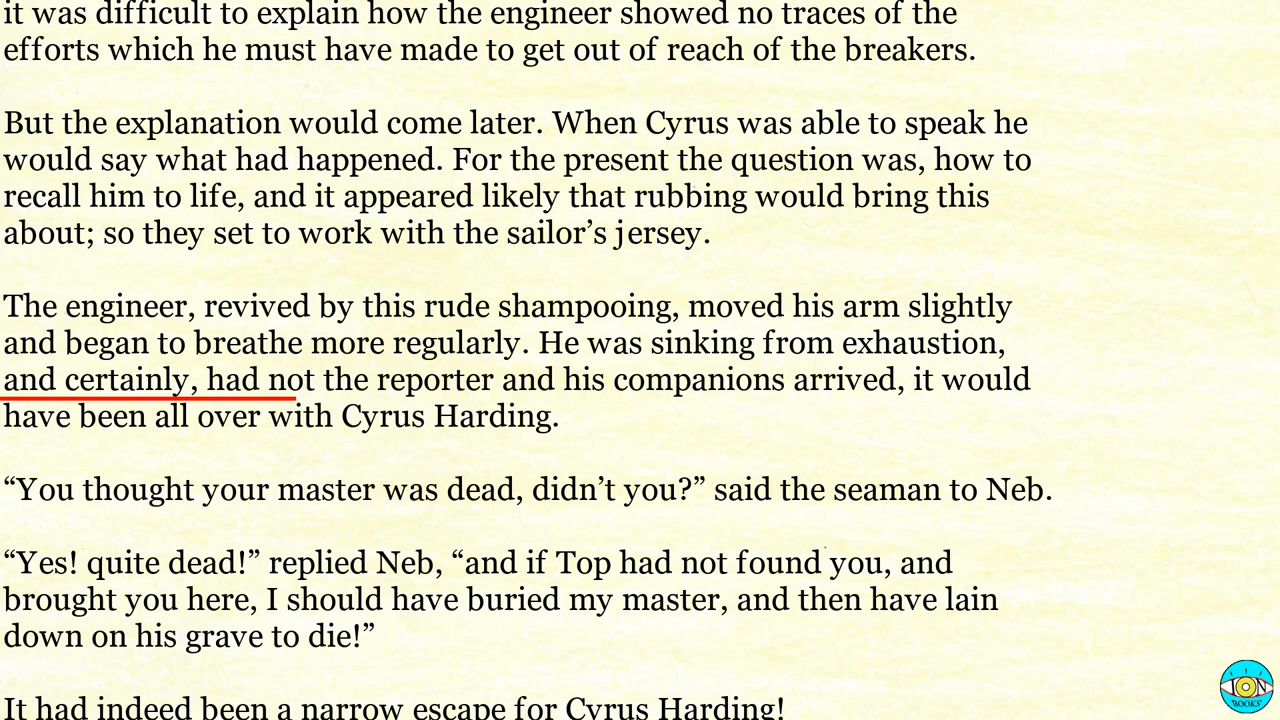 it was difficult to explain how the engineer showed no traces of the
efforts which he must have made to get out of reach of the breakers.
But the explanation would come later. When Cyrus was able to speak he
would say what had happened. For the present the question was, how to
recall him to life, and it appeared likely that rubbing would bring this
about; so they set to work with the sailor’s jersey.
The engineer, revived by this rude shampooing, moved his arm slightly
and began to breathe more regularly. He was sinking from exhaustion,
and certainly, had not the reporter and his companions arrived, it would
have been all over with Cyrus Harding.
“You thought your master was dead, didn’t you?” said the seaman to Neb.
“Yes! quite dead!” replied Neb, “and if Top had not found you, and
brought you here, I should have buried my master, and then have lain
down on his grave to die!”
It had indeed been a narrow escape for Cyrus Harding!
ION
BOOKS